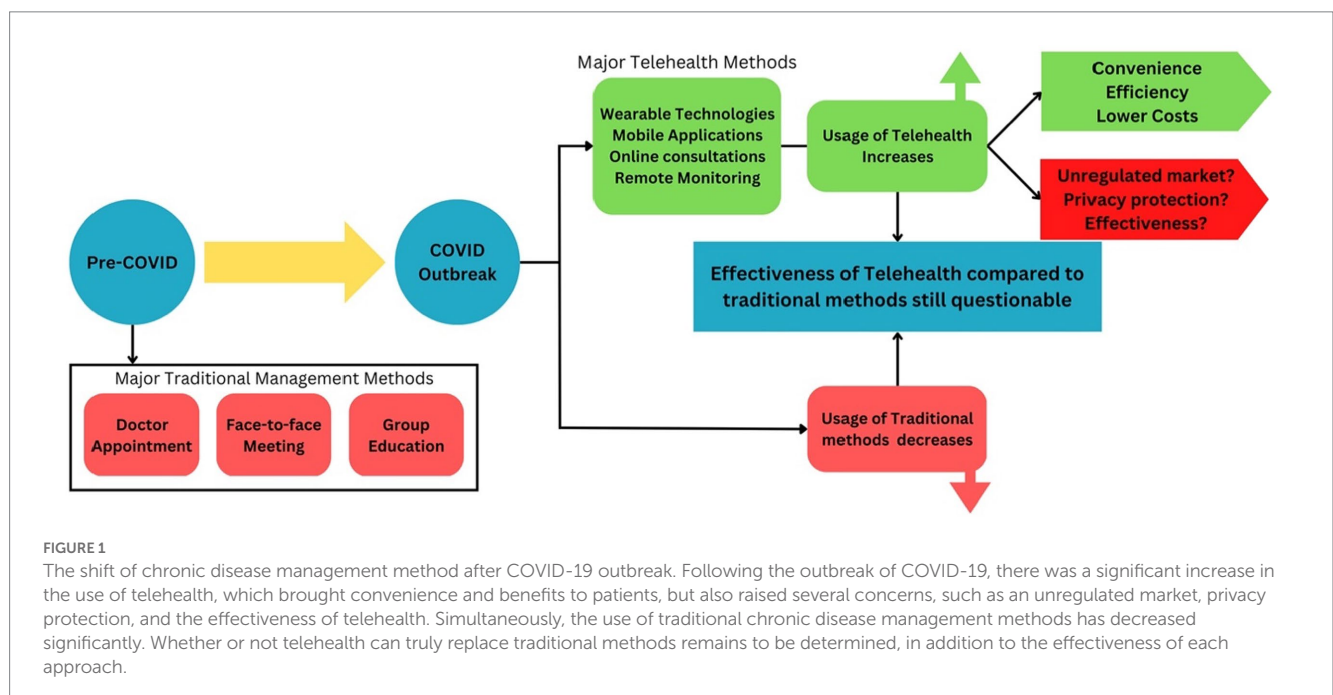 Major Telehealth Methods
Wearable Technologies
Mobile Applications
Online consultations
Remote Monitoring
Usage of Telehealth
Increases
Convenience
Efficiency
Lower Costs
Unregulated market?
Privacy protection?
Effectiveness?
Pre-COVID
COVID
Outbreak
Effectiveness of Telehealth compared to
traditional methods still questionable
Major Traditional Management Methods
Doctor
Appointment
Face-to-face
Meeting
Group
Education
Usage of Traditional
methods decreases
FIGURE 1
The shift of chronic disease management method after COVID-19 outbreak. Following the outbreak of COVID-19, there was a significant increase in
the use of telehealth, which brought convenience and benefits to patients, but also raised several concerns, such as an unregulated market, privacy
protection, and the effectiveness of telehealth. Simultaneously, the use of traditional chronic disease management methods has decreased
significantly. Whether or not telehealth can truly replace traditional methods remains to be determined, in addition to the effectiveness of each
approach.